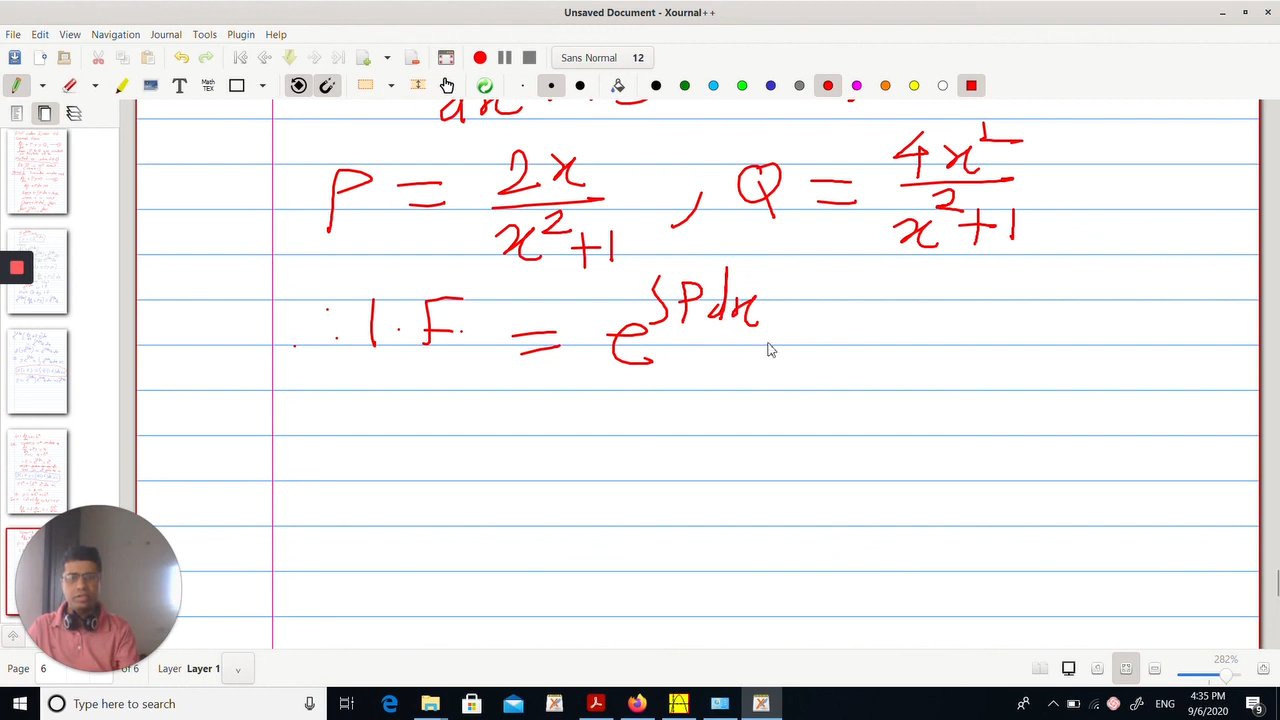 Unsaved Document - Xournal++
File Edit View Navigation Journal Tools Plugin Help
Sans Normal 12
dx
P = 2x / x²+1 , Q = 4x² / x²+1
∴ I.F. = e^∫Pdx
Page 6 of 6 Layer Layer 1
282%
Type here to search
ENG
4:35 PM
9/6/2020